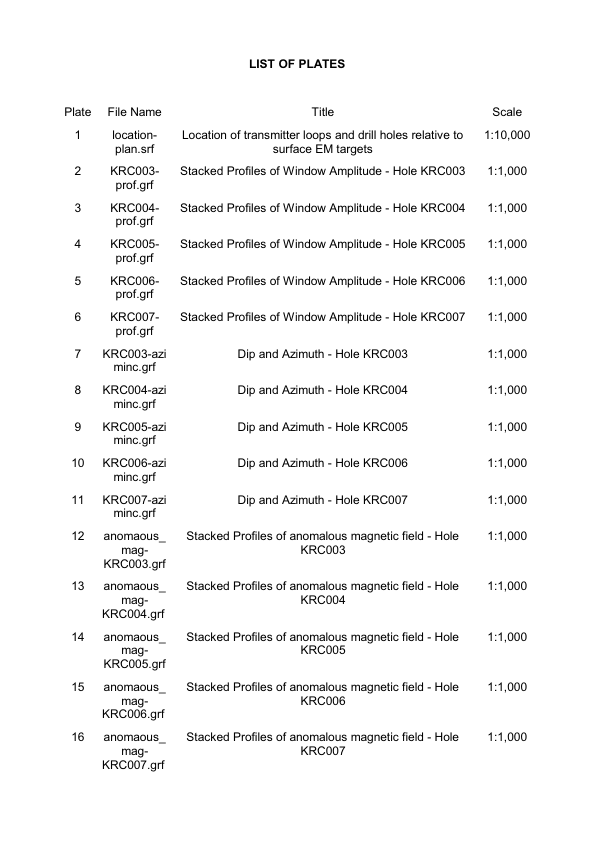 LIST OF PLATES
Plate File Name Title Scale
1 location- Location of transmitter loops and drill holes relative to 1:10,000
plan.srf surface EM targets
2 KRC003- Stacked Profiles of Window Amplitude - Hole KRC003 1:1,000
prof.grf
3 KRC004- Stacked Profiles of Window Amplitude - Hole KRC004 1:1,000
prof.grf
4 KRC005- Stacked Profiles of Window Amplitude - Hole KRC005 1:1,000
prof.grf
5 KRC006- Stacked Profiles of Window Amplitude - Hole KRC006 1:1,000
prof.grf
6 KRC007- Stacked Profiles of Window Amplitude - Hole KRC007 1:1,000
prof.grf
7 KRC003-azi Dip and Azimuth - Hole KRC003 1:1,000
minc.grf
8 KRC004-azi Dip and Azimuth - Hole KRC004 1:1,000
minc.grf
9 KRC005-azi Dip and Azimuth - Hole KRC005 1:1,000
minc.grf
10 KRC006-azi Dip and Azimuth - Hole KRC006 1:1,000
minc.grf
11 KRC007-azi Dip and Azimuth - Hole KRC007 1:1,000
minc.grf
12 anomaous_ Stacked Profiles of anomalous magnetic field - Hole 1:1,000
mag- KRC003
KRC003.grf
13 anomaous_ Stacked Profiles of anomalous magnetic field - Hole 1:1,000
mag- KRC004
KRC004.grf
14 anomaous_ Stacked Profiles of anomalous magnetic field - Hole 1:1,000
mag- KRC005
KRC005.grf
15 anomaous_ Stacked Profiles of anomalous magnetic field - Hole 1:1,000
mag- KRC006
KRC006.grf
16 anomaous_ Stacked Profiles of anomalous magnetic field - Hole 1:1,000
mag- KRC007
KRC007.grf